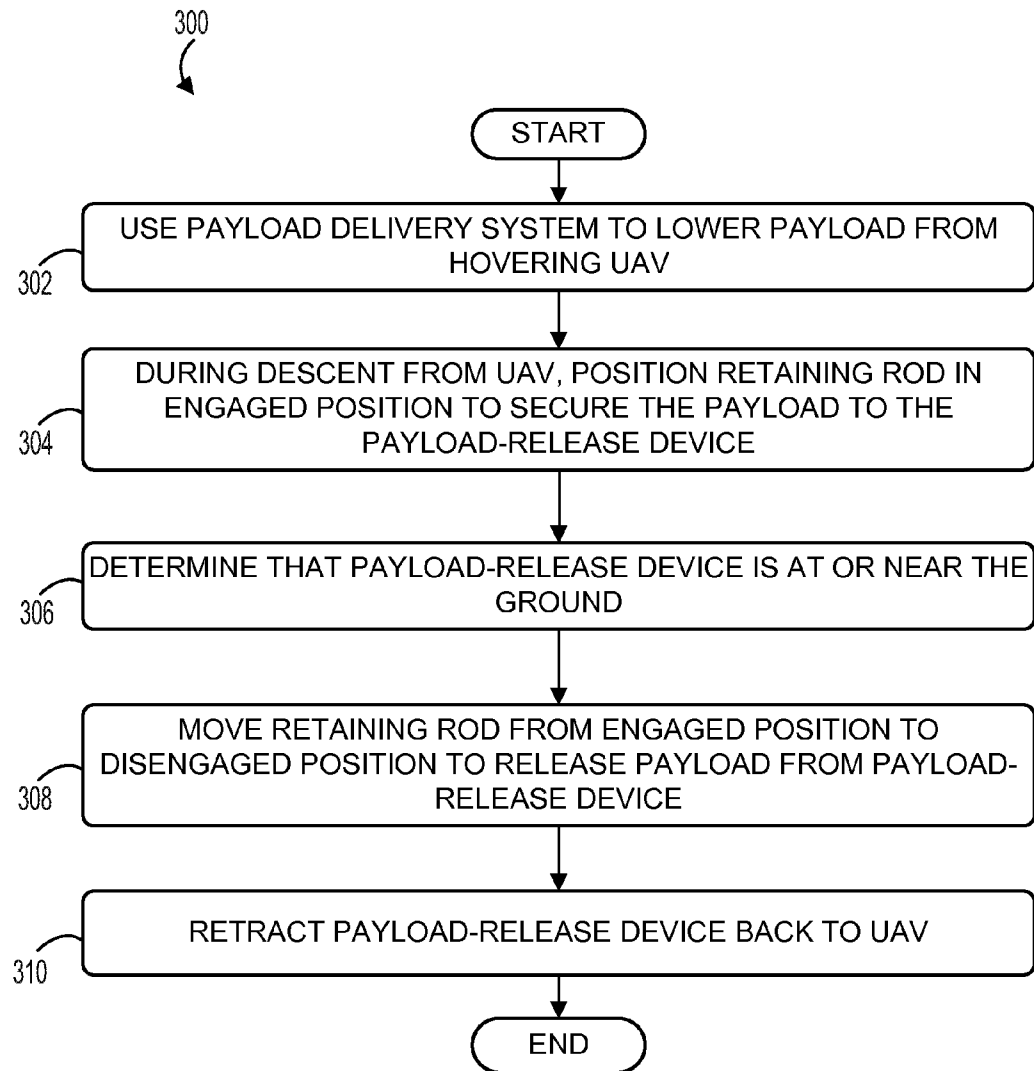 300
START
USE PAYLOAD DELIVERY SYSTEM TO LOWER PAYLOAD FROM
HOVERING UAV
302
DURING DESCENT FROM UAV, POSITION RETAINING ROD IN
ENGAGED POSITION TO SECURE THE PAYLOAD TO THE
PAYLOAD-RELEASE DEVICE
304
DETERMINE THAT PAYLOAD-RELEASE DEVICE IS AT OR NEAR THE
GROUND
306
MOVE RETAINING ROD FROM ENGAGED POSITION TO
DISENGAGED POSITION TO RELEASE PAYLOAD FROM PAYLOAD-
RELEASE DEVICE
308
RETRACT PAYLOAD-RELEASE DEVICE BACK TO UAV
310
END